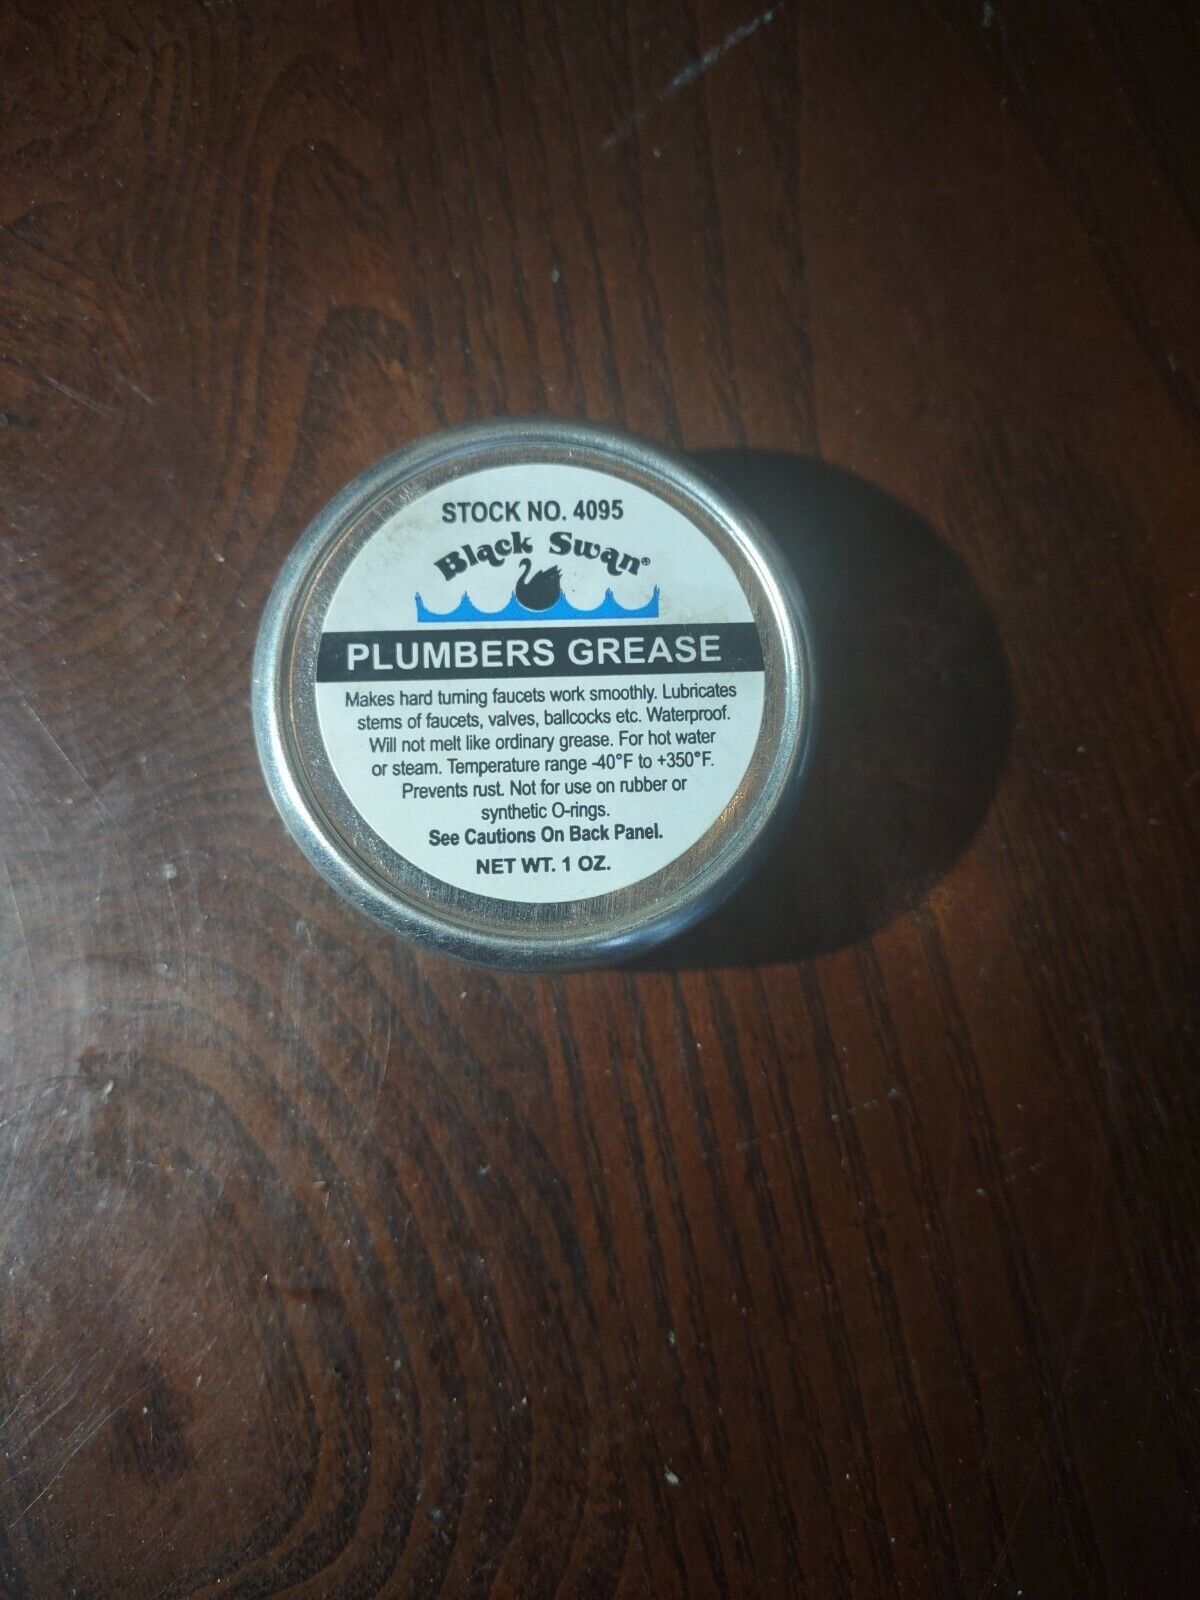 STOCK NO. 4095
Black Swan®
PLUMBERS GREASE
Makes hard turning faucets work smoothly. Lubricates
stems of faucets, valves, ballcocks etc. Waterproof.
Will not melt like ordinary grease. For hot water
or steam. Temperature range -40°F to +350°F.
Prevents rust. Not for use on rubber or
synthetic O-rings.
See Cautions On Back Panel.
NET WT. 1 OZ.